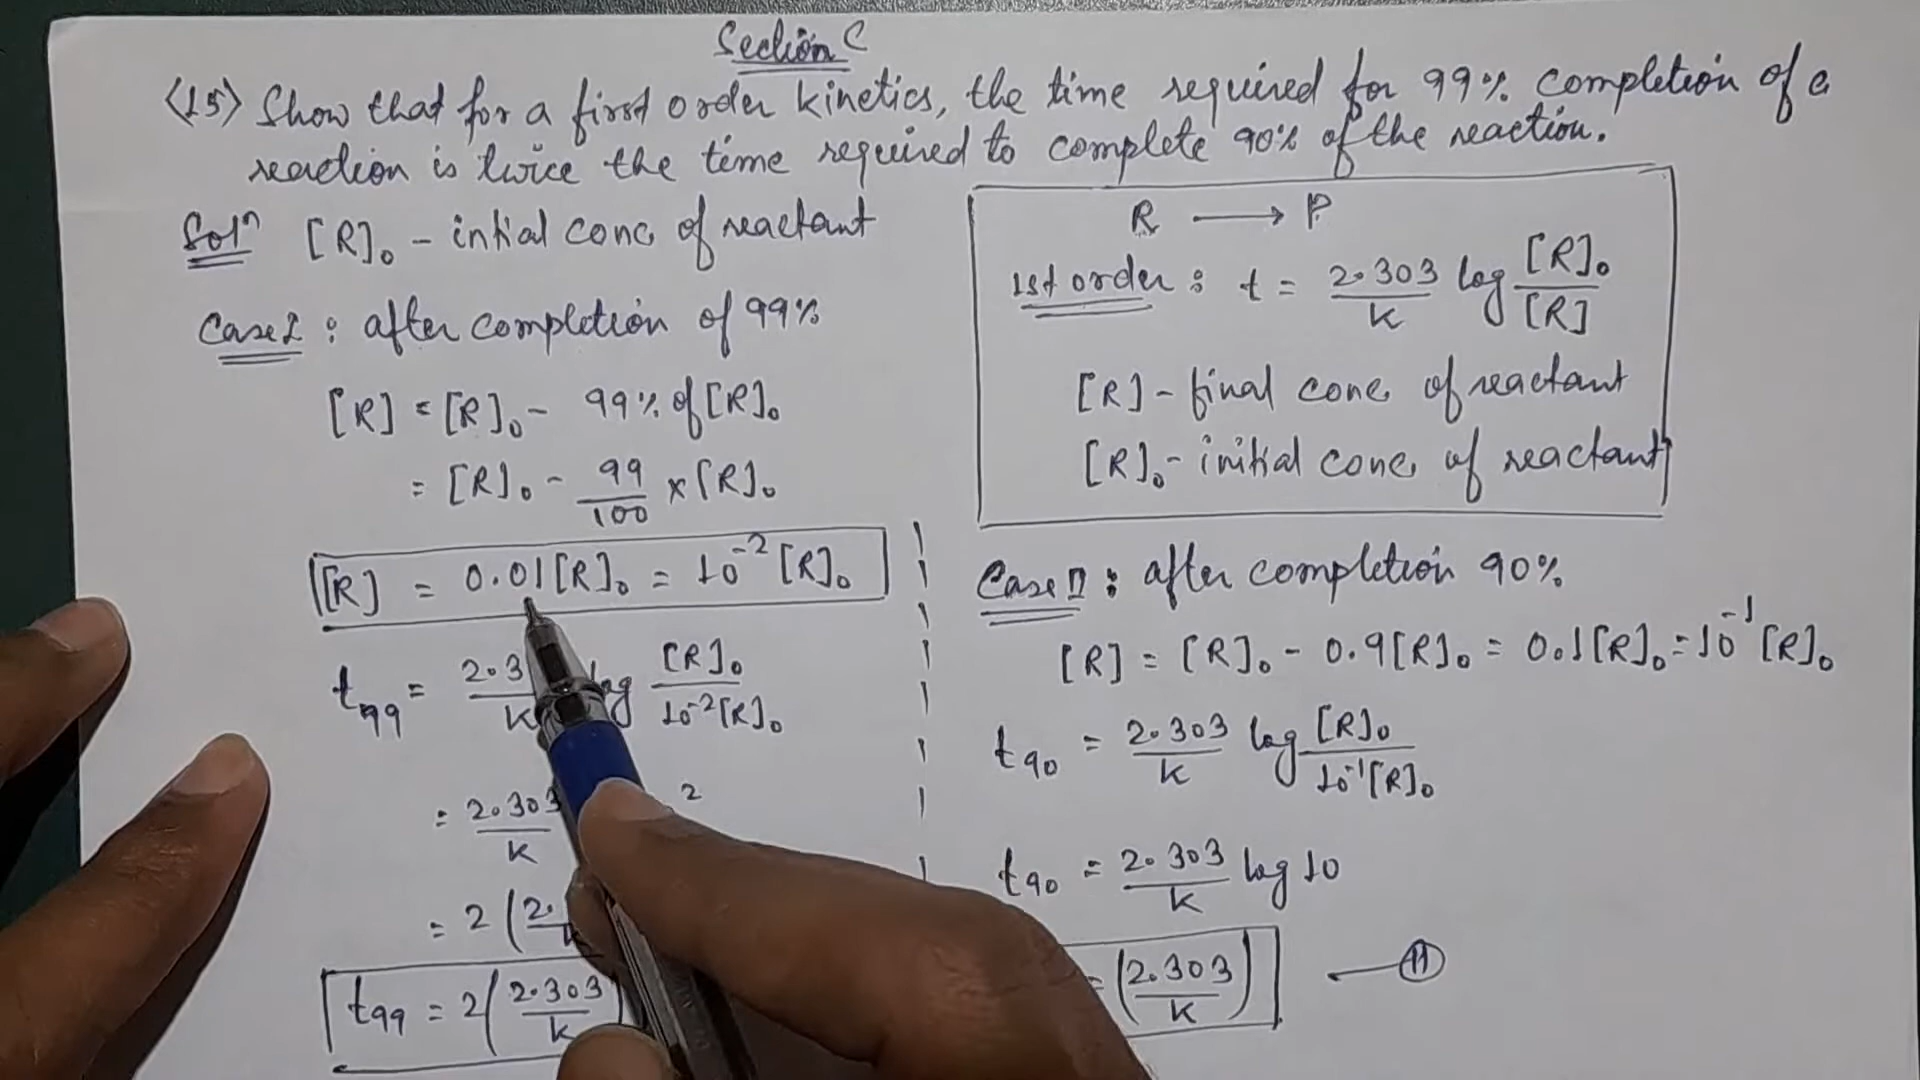 Section C
(15) Show that for a first order kinetics, the time required for 99% completion of a
reaction is twice the time required to complete 90% of the reaction.
Solⁿ [R]₀ - intial conc of reactant
Case I : after completion of 99%
[R] = [R]₀ - 99% of [R]₀
= [R]₀ - 99/100 × [R]₀
[R] = 0.01[R]₀ = 10⁻² [R]₀
t₉₉ = 2.3 /K log [R]₀/10⁻²[R]₀
= 2.303/K 2
= 2 (2.
t₉₉ = 2(2.303/K
R ⟶ P
1st order : t = 2.303/K log [R]₀/[R]
[R] - final conc of reactant
[R]₀ - initial conc of reactant
Case II : after completion 90%
[R] = [R]₀ - 0.9[R]₀ = 0.1[R]₀ = 10⁻¹ [R]₀
t₉₀ = 2.303/K log [R]₀/10⁻¹[R]₀
t₉₀ = 2.303/K log 10
= (2.303/K) — (II)